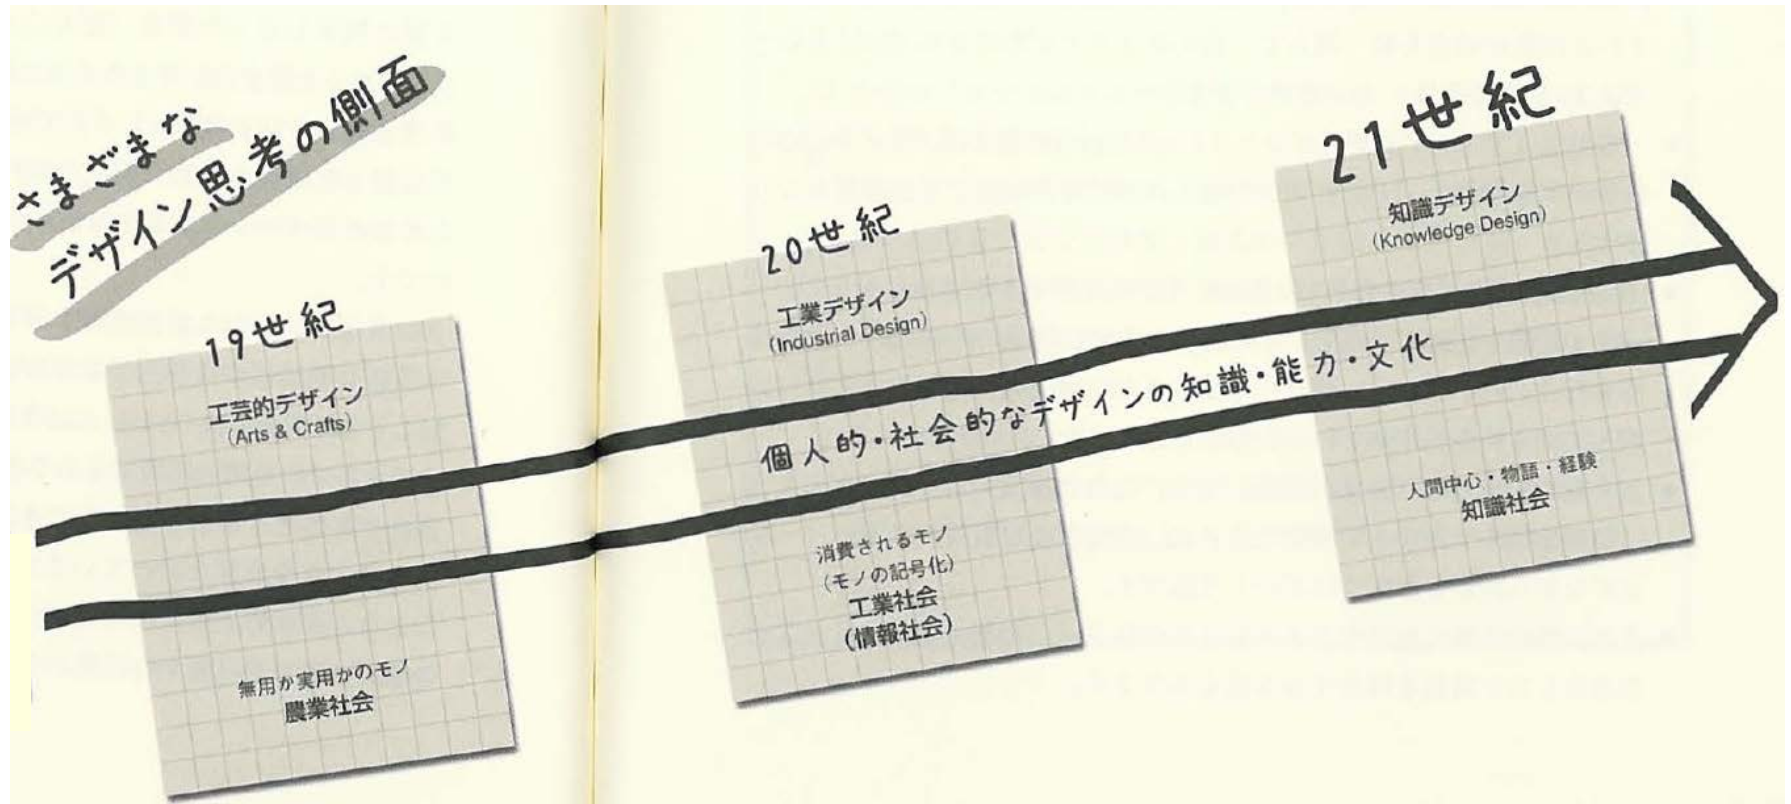 さまざまな
デザイン思考の側面
19世紀
工芸的デザイン
(Arts & Crafts)
無用か実用かのモノ
農業社会
20世紀
工業デザイン
(Industrial Design)
消費されるモノ
(モノの記号化)
工業社会
(情報社会)
21世紀
知識デザイン
(Knowledge Design)
人間中心・物語・経験
知識社会
個人的・社会的なデザインの知識・能力・文化